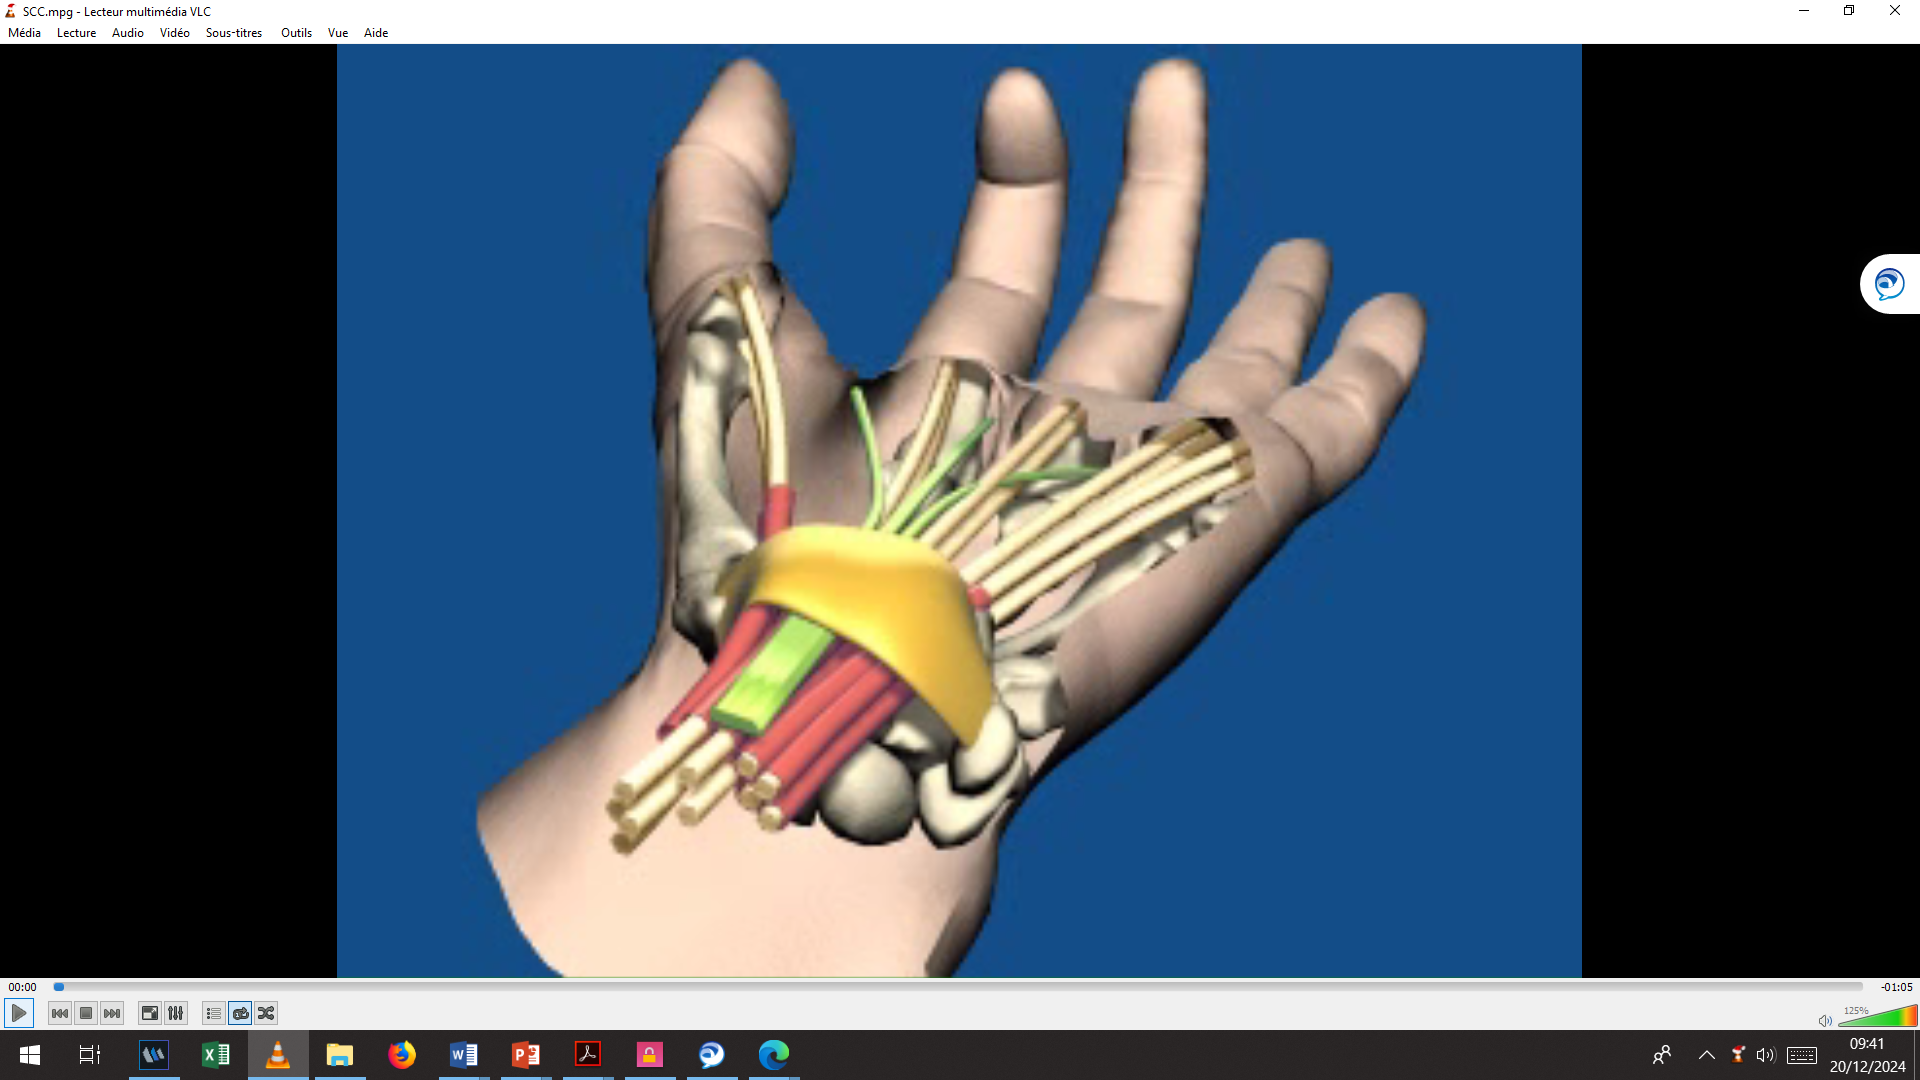 SCC.mpg - Lecteur multimédia VLC
Média Lecture Audio Vidéo Sous-titres Outils Vue Aide
00:00
-01:05
125%
09:41
20/12/2024